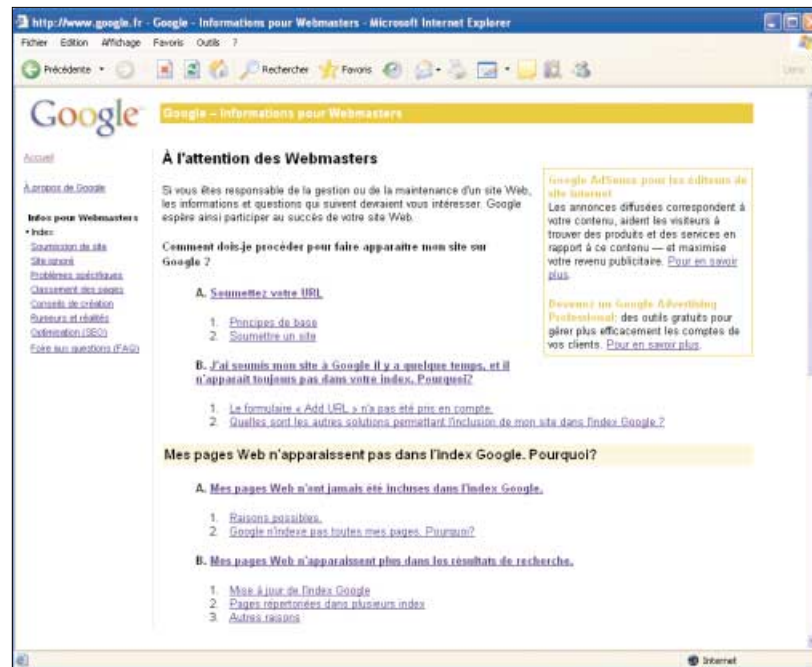 http://www.google.fr - Google - Informations pour Webmasters - Microsoft Internet Explorer
Fichier Edition Affichage Favoris Outils ?
Précédente Rechercher Favoris
Google
Google – Informations pour Webmasters
Accueil
À propos de Google
Infos pour Webmasters
• Index
Soumission de site
Site ignoré
Problèmes spécifiques
Classement des pages
Conseils de création
Rumeurs et réalités
Optimisation (SEO)
Foire aux questions (FAQ)
À l'attention des Webmasters
Si vous êtes responsable de la gestion ou de la maintenance d'un site Web,
les informations et questions qui suivent devraient vous intéresser. Google
espère ainsi participer au succès de votre site Web.
Comment dois-je procéder pour faire apparaître mon site sur
Google ?
A. Soumettez votre URL
1. Principes de base
2. Soumettre un site
B. J'ai soumis mon site à Google il y a quelque temps, et il
n'apparaît toujours pas dans votre index. Pourquoi?
1. Le formulaire « Add URL » n'a pas été pris en compte.
2. Quelles sont les autres solutions permettant l'inclusion de mon site dans l'index Google ?
Google AdSense pour les éditeurs de
site Internet
Les annonces diffusées correspondent à
votre contenu, aident les visiteurs à
trouver des produits et des services en
rapport à ce contenu — et maximise
votre revenu publicitaire. Pour en savoir
plus.
Devenez un Google Advertising
Professional: des outils gratuits pour
gérer plus efficacement les comptes de
vos clients. Pour en savoir plus.
Mes pages Web n'apparaissent pas dans l'index Google. Pourquoi?
A. Mes pages Web n'ont jamais été incluses dans l'index Google.
1. Raisons possibles.
2. Google n'indexe pas toutes mes pages. Pourquoi?
B. Mes pages Web n'apparaissent plus dans les résultats de recherche.
1. Mise à jour de l'index Google
2. Pages répertoriées dans plusieurs index
3. Autres raisons
Internet